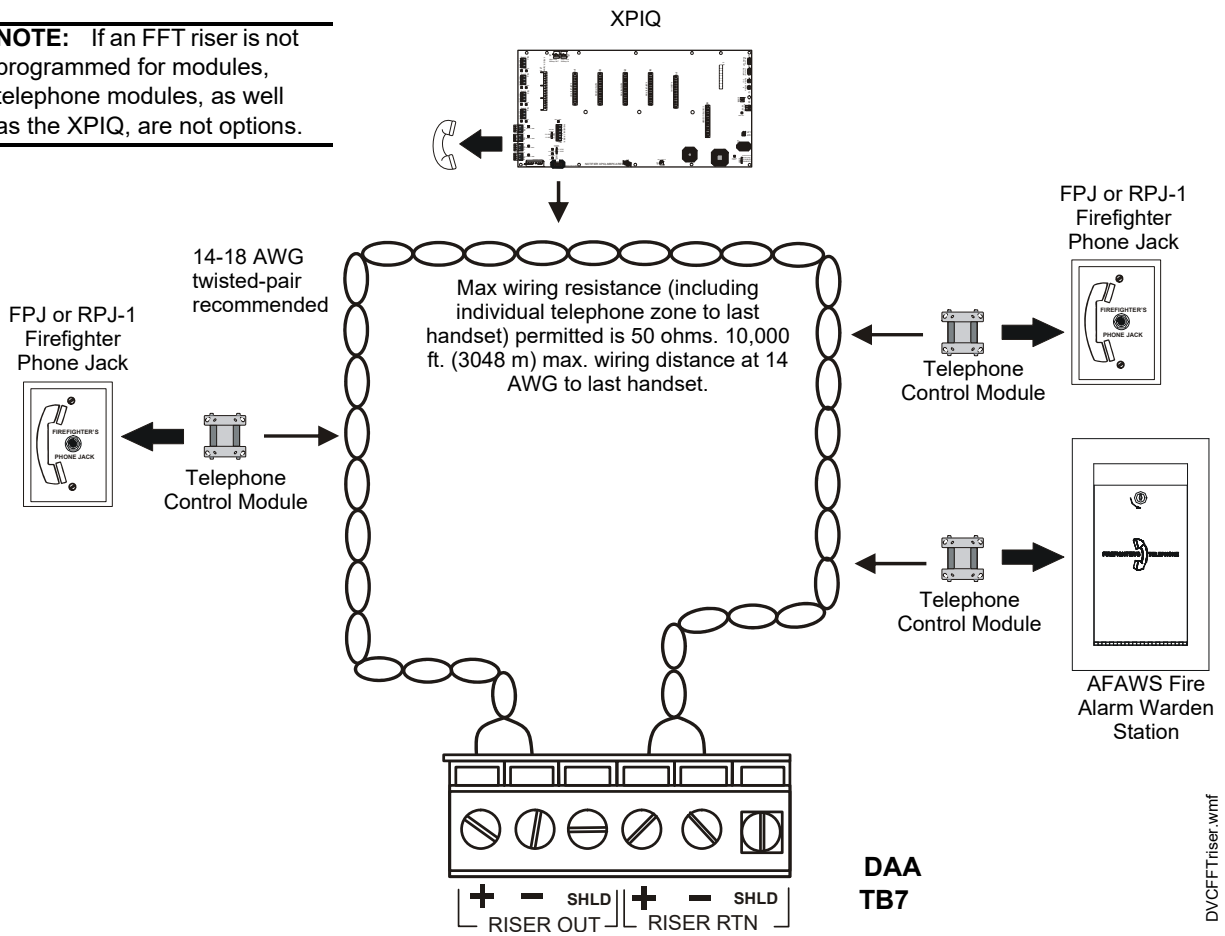 XPIQ
NOTE: If an FFT riser is not
programmed for modules,
telephone modules, as well
as the XPIQ, are not options.
14-18 AWG
twisted-pair
recommended
Max wiring resistance (including
individual telephone zone to last
handset) permitted is 50 ohms. 10,000
ft. (3048 m) max. wiring distance at 14
AWG to last handset.
FPJ or RPJ-1
Firefighter
Phone Jack
FIREFIGHTER'S
PHONE JACK
Telephone
Control Module
FPJ or RPJ-1
Firefighter
Phone Jack
FIREFIGHTER'S
PHONE JACK
Telephone
Control Module
FIREFIGHTER'S TELEPHONE
Telephone
Control Module
AFAWS Fire
Alarm Warden
Station
+ − SHLD + − SHLD
RISER OUT RISER RTN
DAA
TB7
DVCFFTriser.wmf